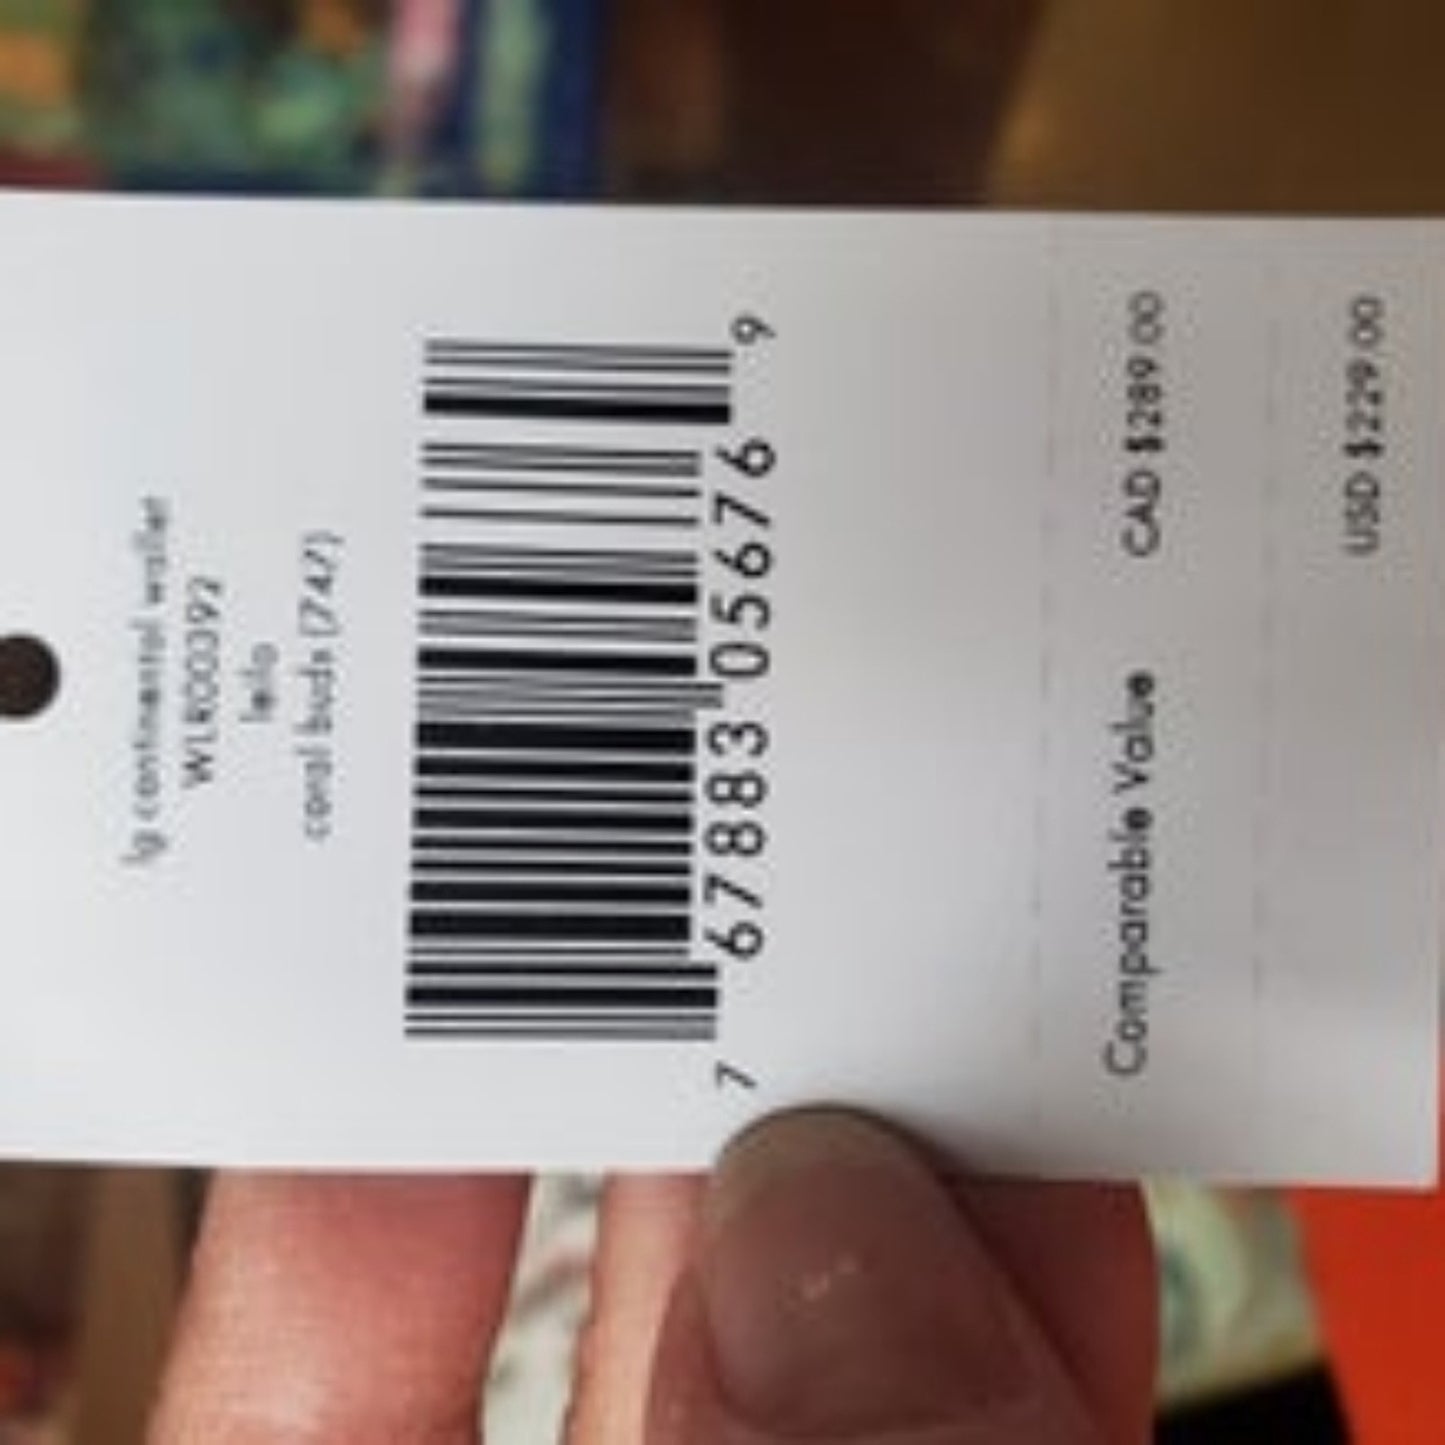 lg continental wallet
WLR00392
leila
coral buds (747)
7 67883 05676 9
Comparable Value CAD $289.00
USD $229.00